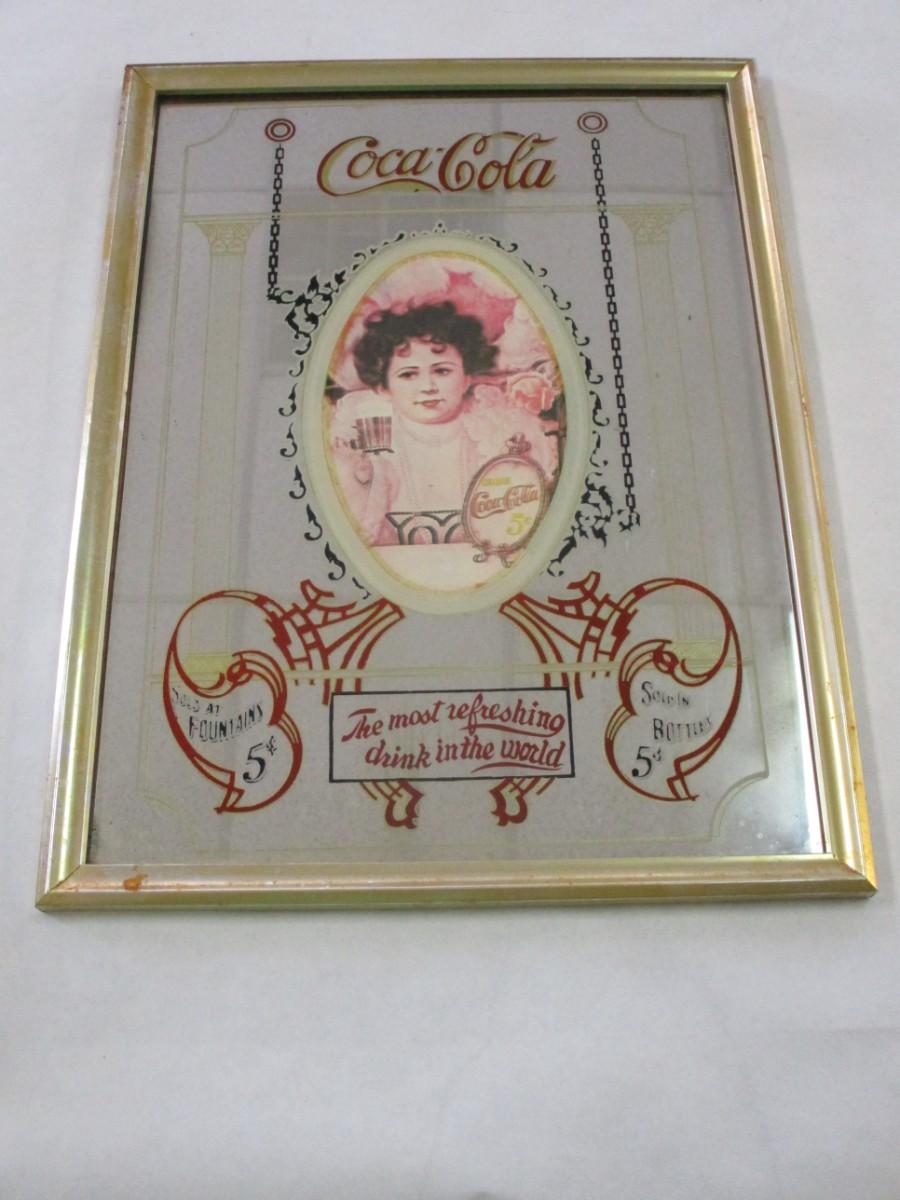 Coca-Cola
DRINK
Coca-Cola
5¢
SOLD AT
FOUNTAINS
5¢
The most refreshing
drink in the world
SOLD IN
BOTTLES
5¢